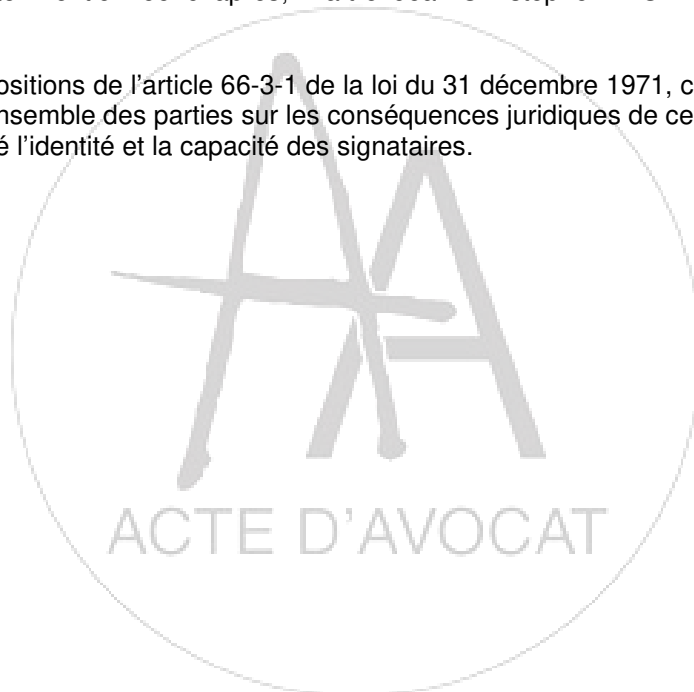 ositions de l'article 66-3-1 de la loi du 31 décembre 1971, c
nsemble des parties sur les conséquences juridiques de ce
é l'identité et la capacité des signataires.
ACTE D'AVOCAT